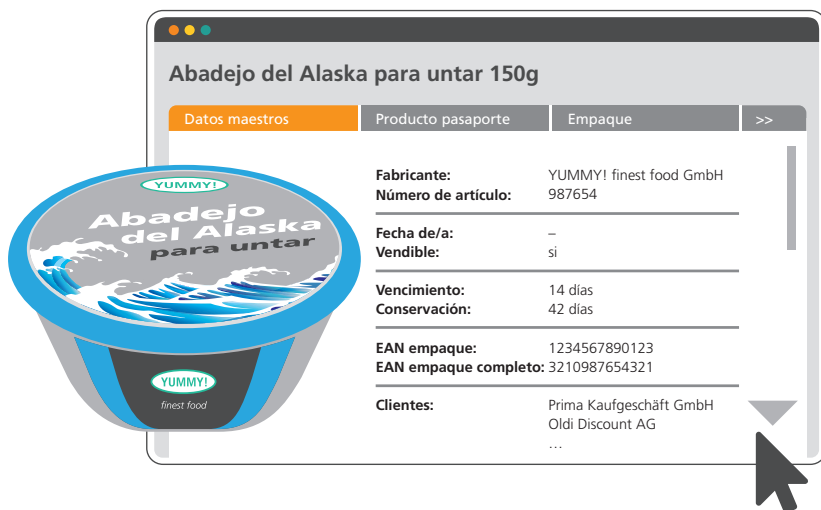 Abadejo del Alaska para untar 150g
Datos maestros Producto pasaporte Empaque >>
YUMMY!
Abadejo
del Alaska
para untar
YUMMY!
finest food
Fabricante: YUMMY! finest food GmbH
Número de artículo: 987654
Fecha de/a: –
Vendible: si
Vencimiento: 14 días
Conservación: 42 días
EAN empaque: 1234567890123
EAN empaque completo: 3210987654321
Clientes: Prima Kaufgeschäft GmbH
Oldi Discount AG
...